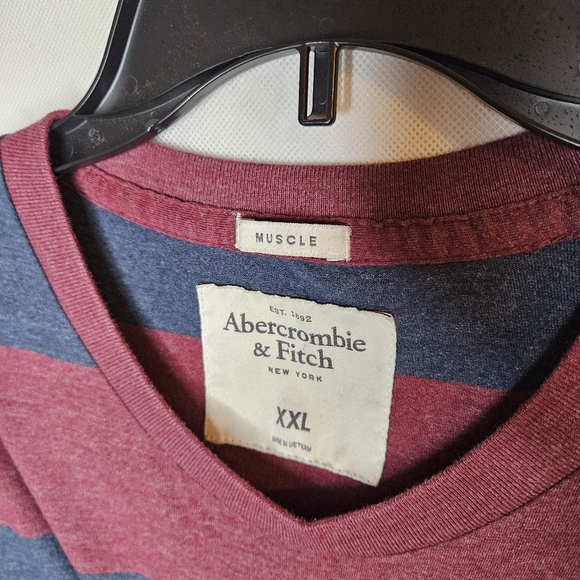 MUSCLE
EST. 1892
Abercrombie
& Fitch
NEW YORK
XXL
MADE IN VIETNAM